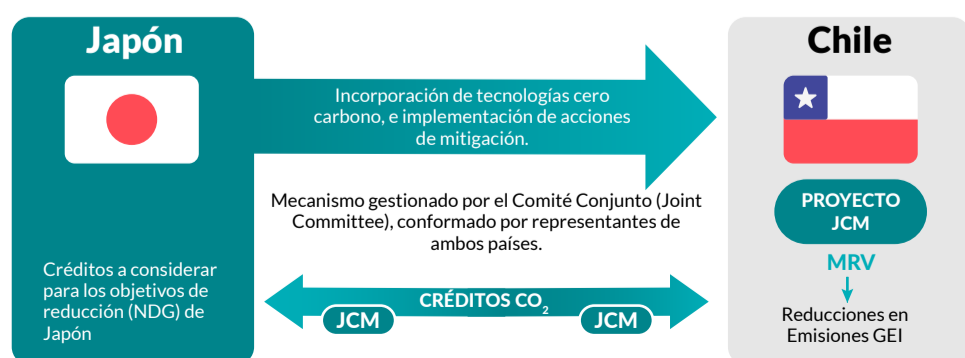 Japón
Incorporación de tecnologías cero
carbono, e implementación de acciones
de mitigación.
Mecanismo gestionado por el Comité Conjunto (Joint
Committee), conformado por representantes de
ambos países.
Créditos a considerar
para los objetivos de
reducción (NDG) de
Japón
CRÉDITOS CO₂
JCM
JCM
Chile
PROYECTO
JCM
MRV
Reducciones en
Emisiones GEI